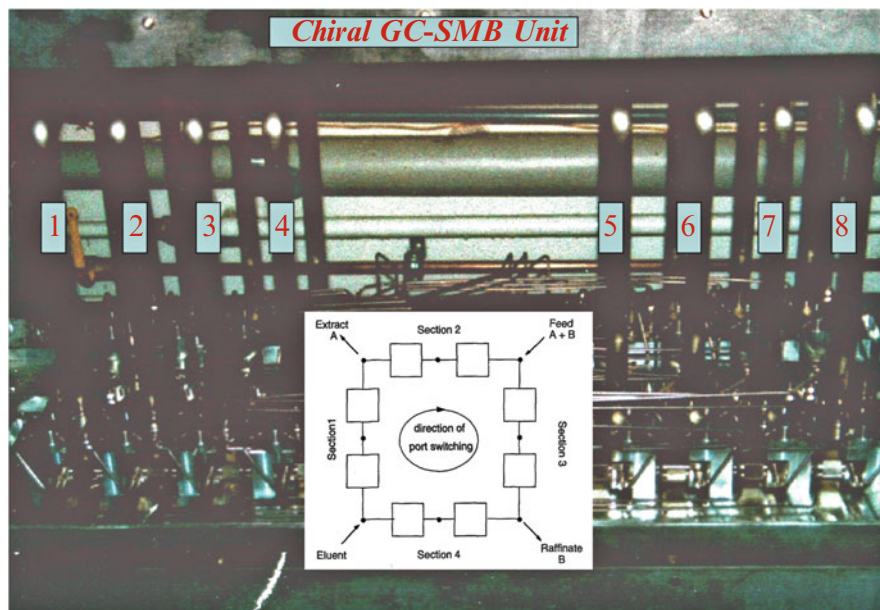 Chiral GC-SMB Unit
1 2 3 4 5 6 7 8
Extract
A
Section 2
Feed
A + B
Section1
direction of
port switching
Section 3
Eluent
Section 4
Raffinate
B